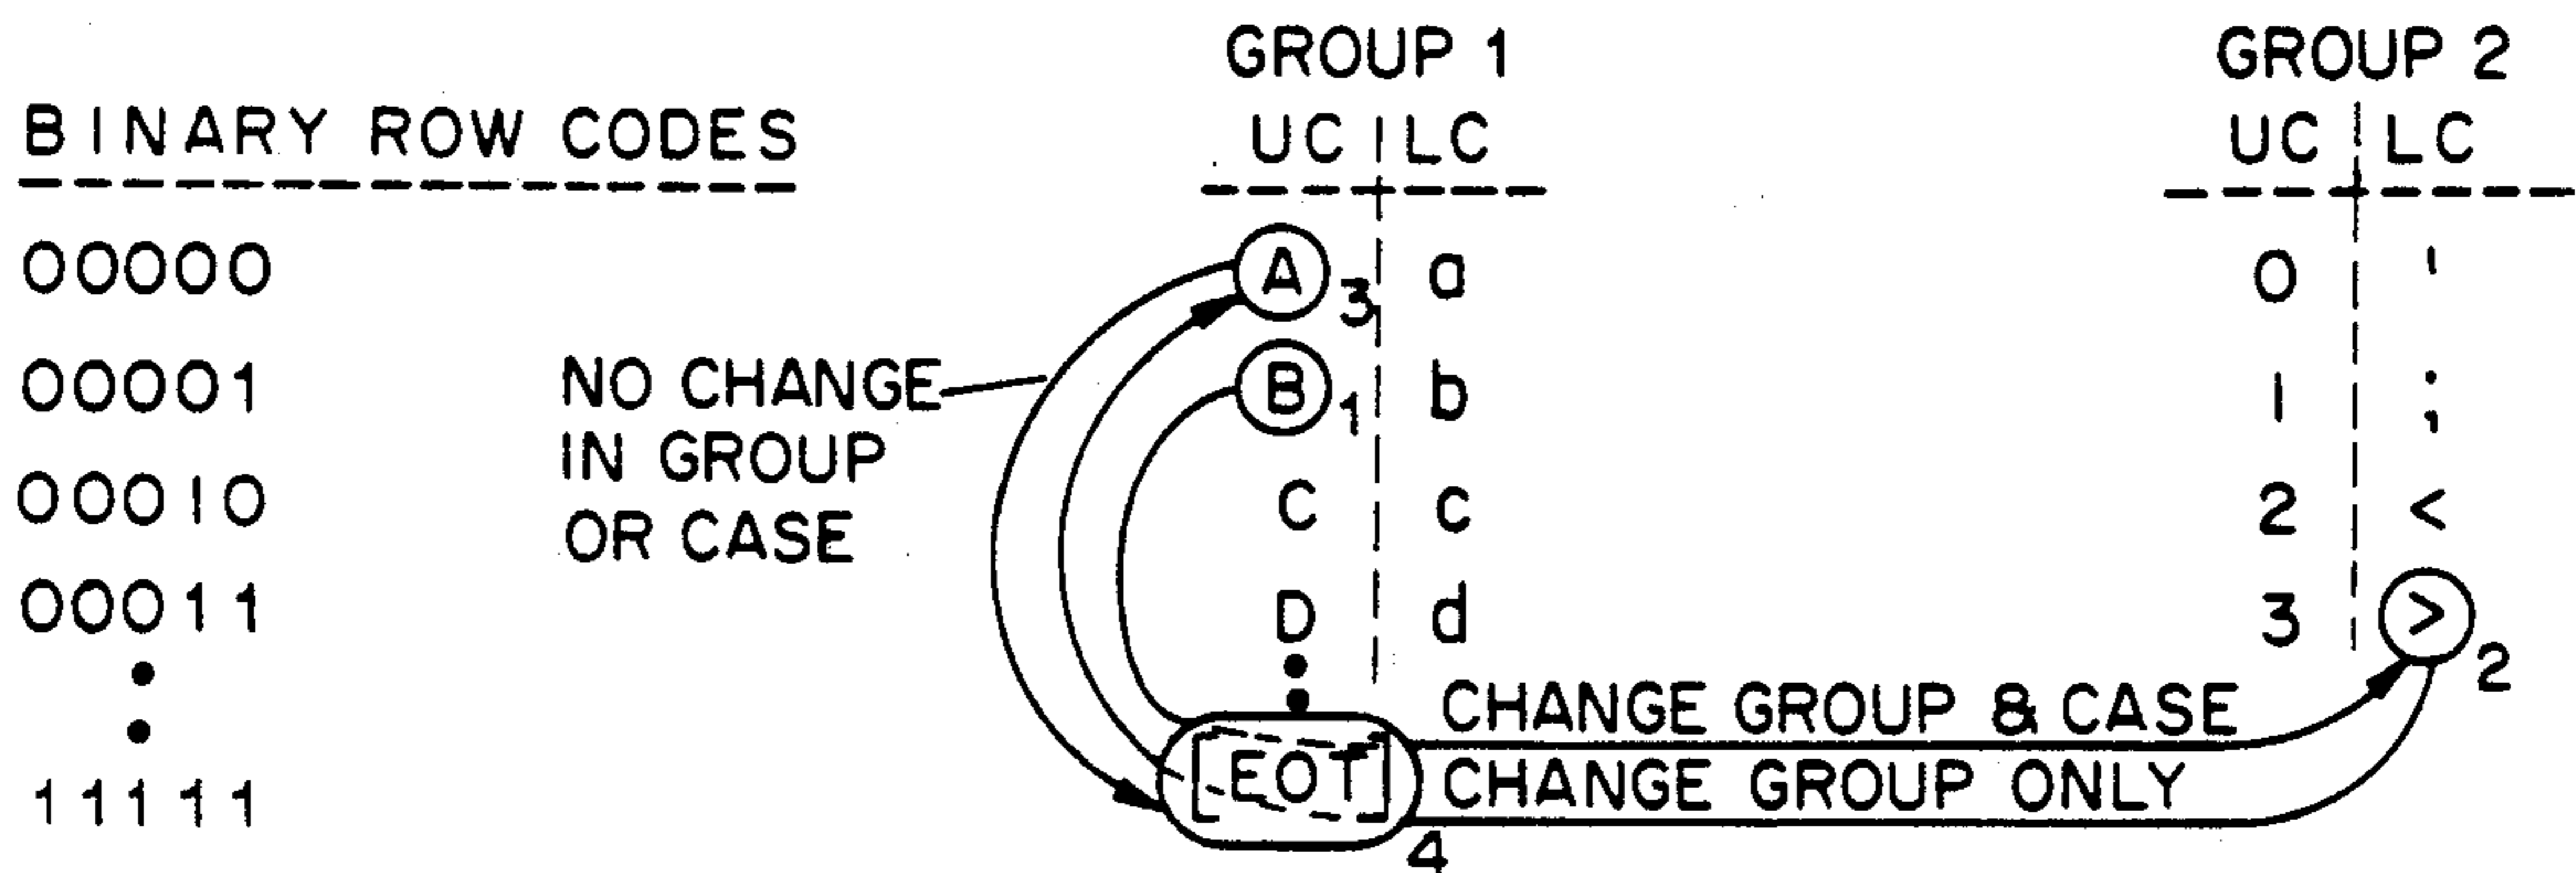 GROUP 1 GROUP 2
BINARY ROW CODES UC LC UC LC
00000 A 3 a 0 '
00001 NO CHANGE B 1 b 1 ;
IN GROUP
00010 OR CASE C c 2 <
00011 D d 3 > 2
CHANGE GROUP & CASE
11111 [EOT] 4 CHANGE GROUP ONLY